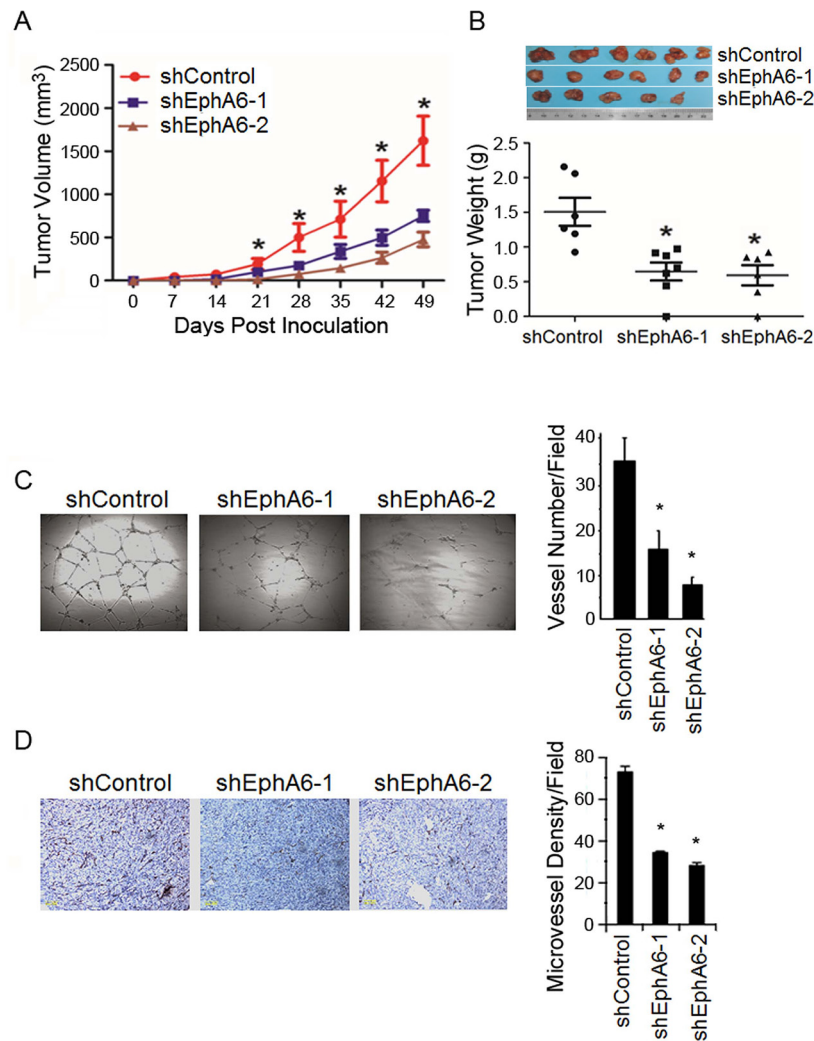 A
Tumor Volume (mm³)
2500
2000
1500
1000
500
0
shControl
shEphA6-1
shEphA6-2
*
*
*
*
*
0 7 14 21 28 35 42 49
Days Post Inoculation
B
shControl
shEphA6-1
shEphA6-2
Tumor Weight (g)
2.5
2.0
1.5
1.0
0.5
0.0
*
*
shControl shEphA6-1 shEphA6-2
C
shControl shEphA6-1 shEphA6-2
Vessel Number/Field
40
30
20
10
0
*
*
shControl
shEphA6-1
shEphA6-2
D
shControl shEphA6-1 shEphA6-2
Microvessel Density/Field
80
60
40
20
0
*
*
shControl
shEphA6-1
shEphA6-2